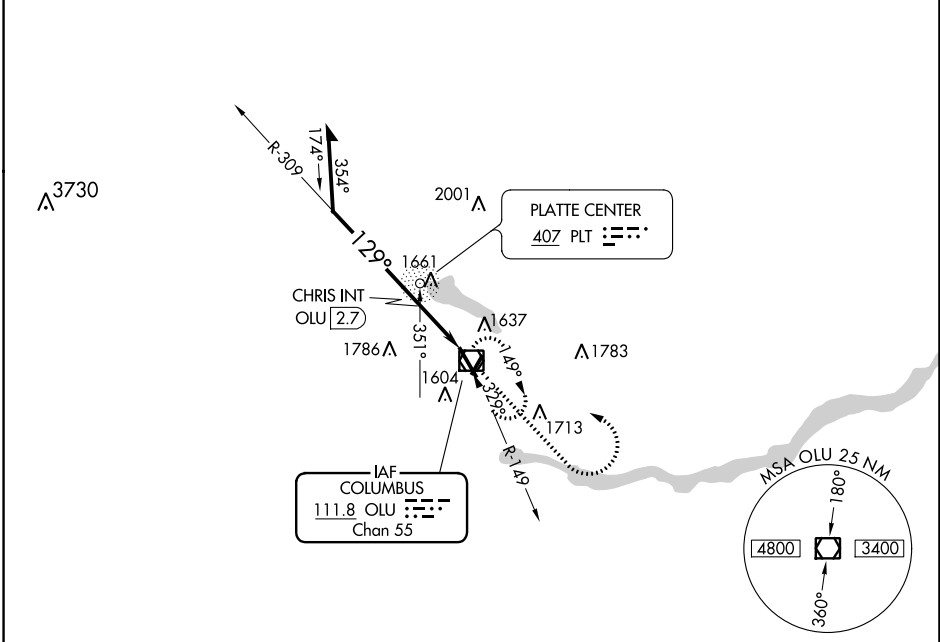 R-309
174°
354°
3730
2001
PLATTE CENTER
407 PLT
129°
1661
CHRIS INT
OLU 2.7
351°
1637
1786
149°
1783
1604
329°
1713
R-149
IAF
COLUMBUS
111.8 OLU
Chan 55
MSA OLU 25 NM
180°
4800
3400
360°